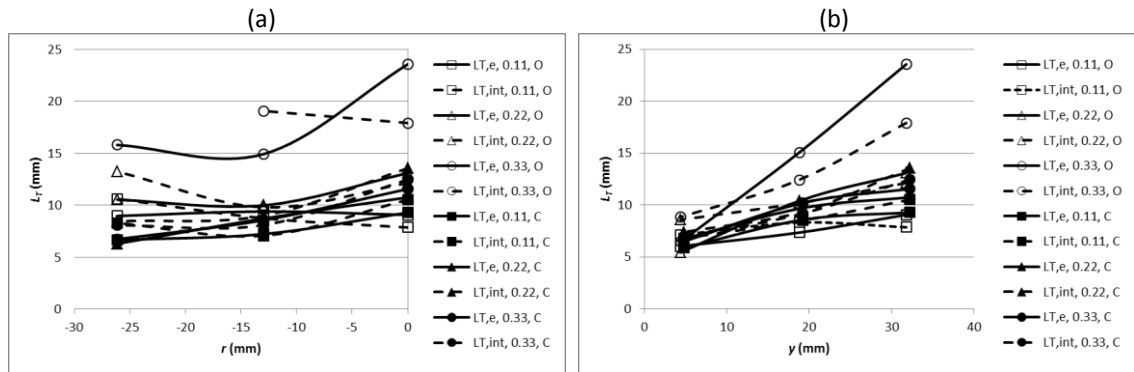 (a)
25
20
15
10
5
0
-30
-25
-20
-15
-10
-5
0
LT (mm)
r (mm)
LT,e, 0.11, O
LT,int, 0.11, O
LT,e, 0.22, O
LT,int, 0.22, O
LT,e, 0.33, O
LT,int, 0.33, O
LT,e, 0.11, C
LT,int, 0.11, C
LT,e, 0.22, C
LT,int, 0.22, C
LT,e, 0.33, C
LT,int, 0.33, C
(b)
25
20
15
10
5
0
0
10
20
30
40
LT (mm)
y (mm)
LT,e, 0.11, O
LT,int, 0.11, O
LT,e, 0.22, O
LT,int, 0.22, O
LT,e, 0.33, O
LT,int, 0.33, O
LT,e, 0.11, C
LT,int, 0.11, C
LT,e, 0.22, C
LT,int, 0.22, C
LT,e, 0.33, C
LT,int, 0.33, C